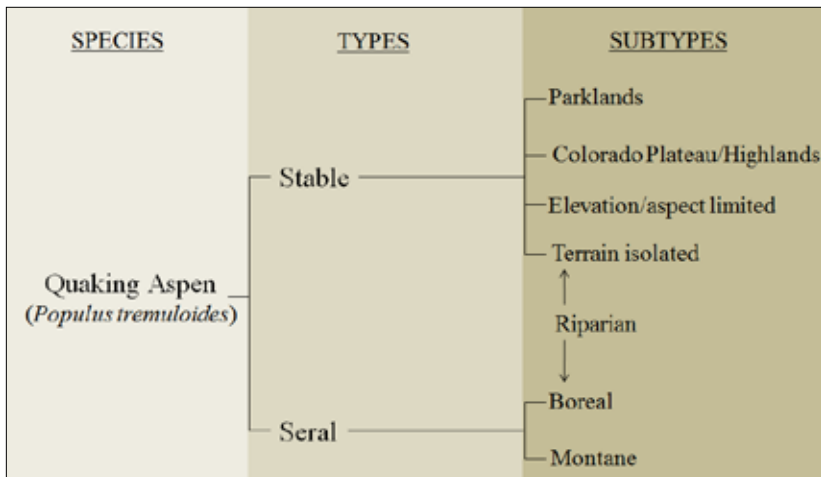 SPECIES
TYPES
SUBTYPES
Quaking Aspen
(Populus tremuloides)
Stable
Parklands
Colorado Plateau/Highlands
Elevation/aspect limited
Terrain isolated
Riparian
Seral
Boreal
Montane